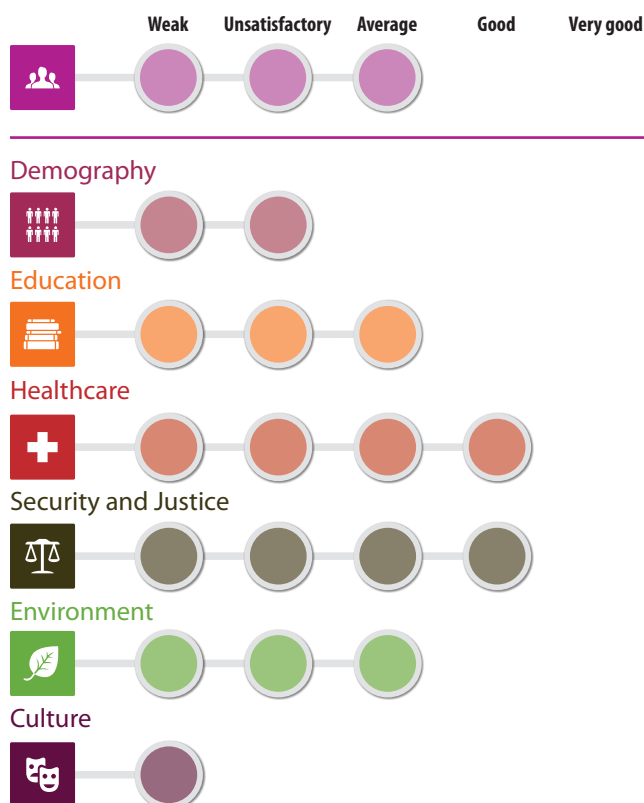 Weak Unsatisfactory Average Good Very good
Demography
Education
Healthcare
Security and Justice
Environment
Culture